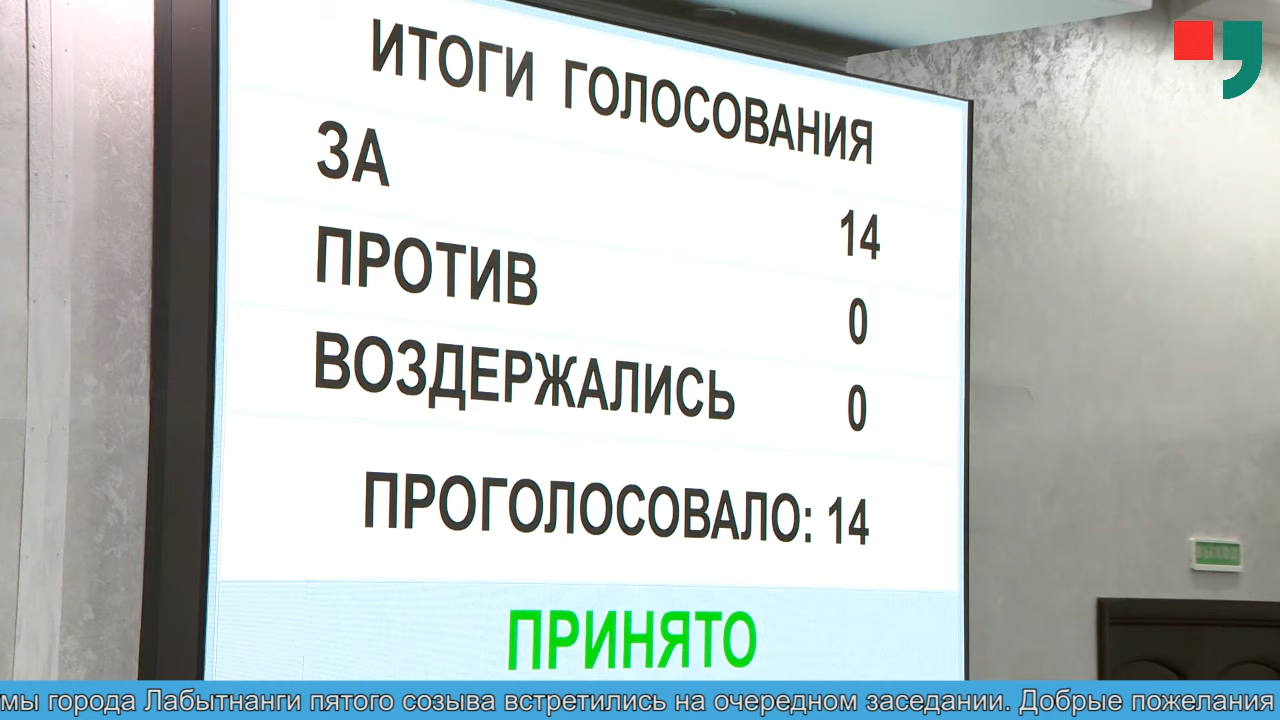 ИТОГИ ГОЛОСОВАНИЯ
ЗА 14
ПРОТИВ 0
ВОЗДЕРЖАЛИСЬ 0
ПРОГОЛОСОВАЛО: 14
ПРИНЯТО
ВЫХОД
мы города Лабытнанги пятого созыва встретились на очередном заседании. Добрые пожелания